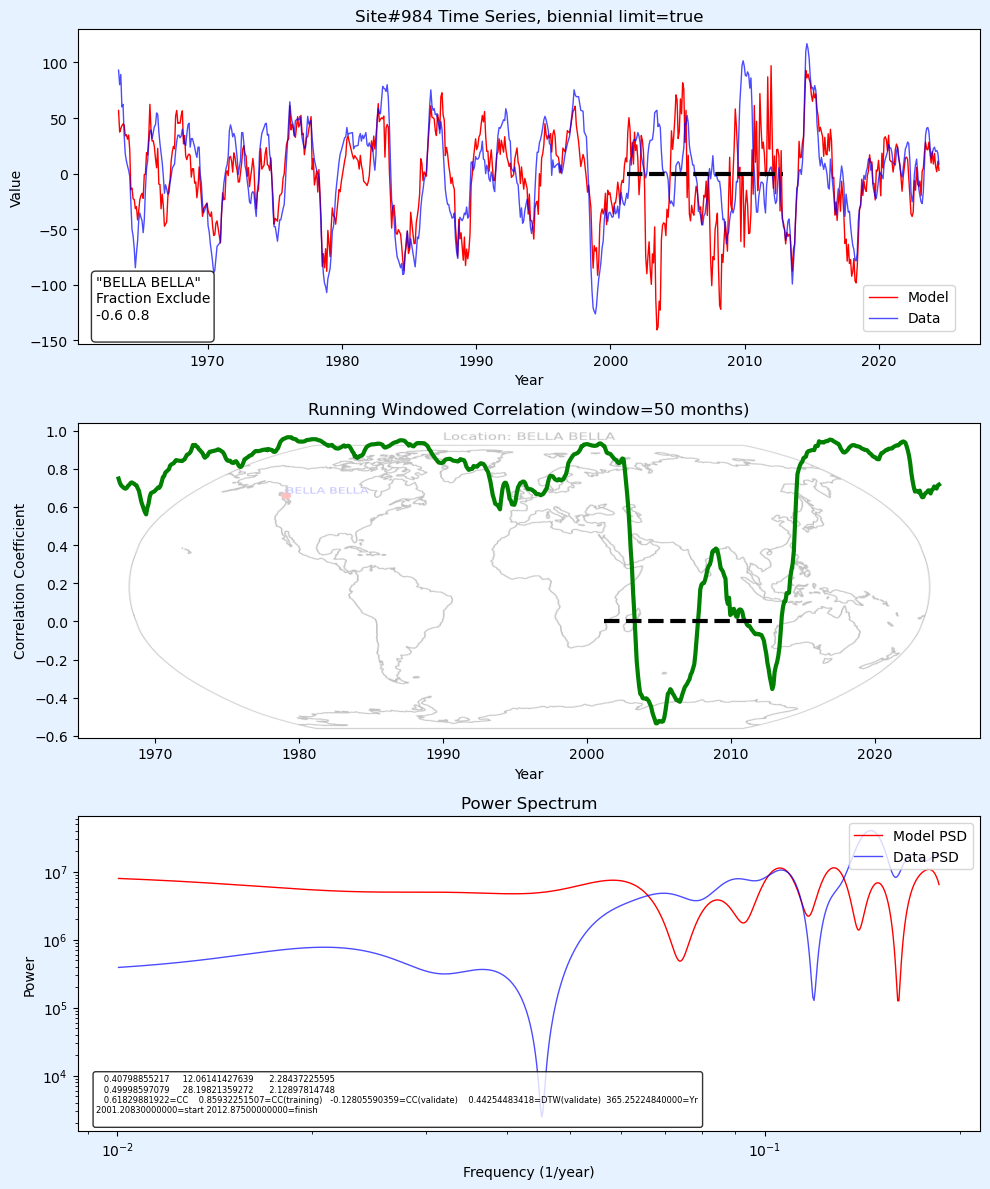 Site#984 Time Series, biennial limit=true
Value
100
50
0
−50
−100
−150
"BELLA BELLA"
Fraction Exclude
-0.6 0.8
Model
Data
1970
1980
1990
2000
2010
2020
Year
Running Windowed Correlation (window=50 months)
Correlation Coefficient
1.0
0.8
0.6
0.4
0.2
0.0
−0.2
−0.4
−0.6
Location: BELLA BELLA
BELLA BELLA
1970
1980
1990
2000
2010
2020
Year
Power Spectrum
Power
10⁷
10⁶
10⁵
10⁴
Model PSD
Data PSD
0.40798855217 12.06141427639 2.28437225595
0.49998597079 28.19821359272 2.12897814748
0.61829881922=CC 0.85932251507=CC(training) -0.12805590359=CC(validate) 0.44254483418=DTW(validate) 365.25224840000=Yr
2001.20830000000=start 2012.87500000000=finish
10⁻²
10⁻¹
Frequency (1/year)